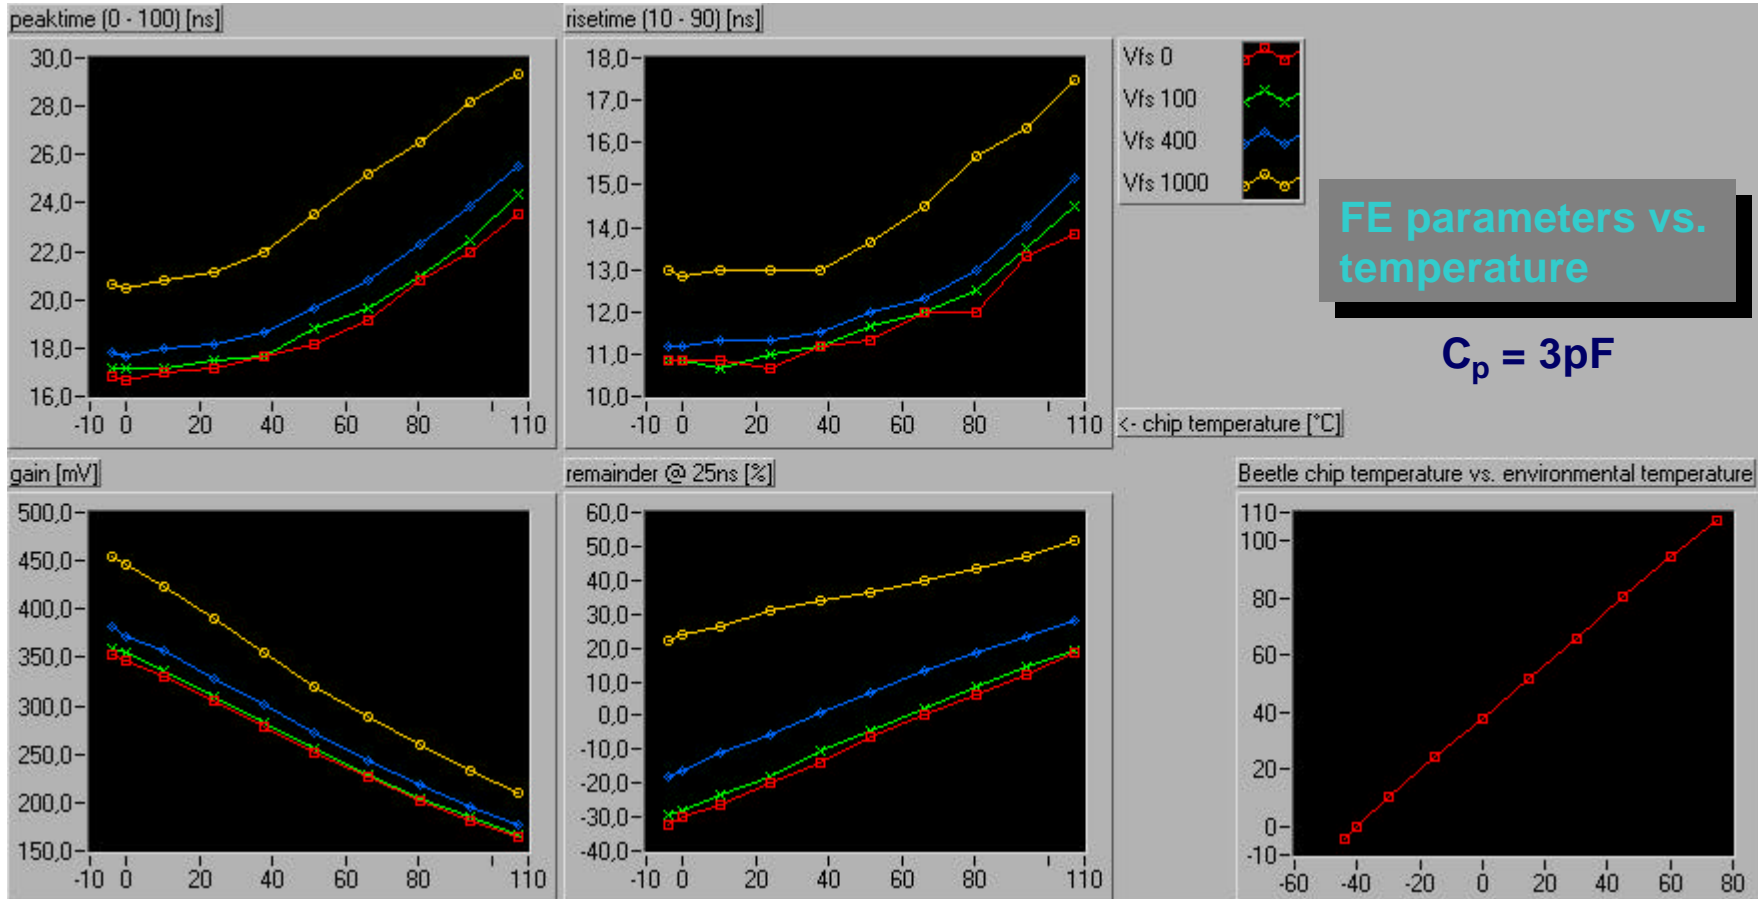 peaktime (0 - 100) [ns]
30,0
28,0
26,0
24,0
22,0
20,0
18,0
16,0
-10 0 20 40 60 80 110
risetime (10 - 90) [ns]
18,0
17,0
16,0
15,0
14,0
13,0
12,0
11,0
10,0
-10 0 20 40 60 80 110
<- chip temperature [°C]
Vfs 0
Vfs 100
Vfs 400
Vfs 1000
FE parameters vs.
temperature
Cp = 3pF
gain [mV]
500,0
450,0
400,0
350,0
300,0
250,0
200,0
150,0
-10 0 20 40 60 80 110
remainder @ 25ns [%]
60,0
50,0
40,0
30,0
20,0
10,0
0,0
-10,0
-20,0
-30,0
-40,0
-10 0 20 40 60 80 110
Beetle chip temperature vs. environmental temperature
110
100
80
60
40
20
0
-10
-60 -40 -20 0 20 40 60 80